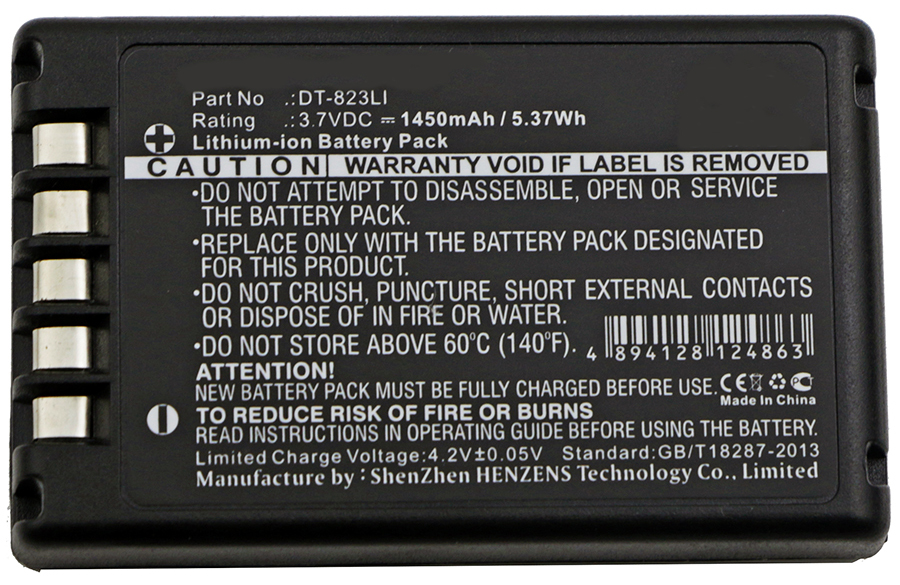 Part No .:DT-823LI
Rating .:3.7VDC ⎓ 1450mAh / 5.37Wh
Lithium-ion Battery Pack
CAUTION WARRANTY VOID IF LABEL IS REMOVED
•DO NOT ATTEMPT TO DISASSEMBLE, OPEN OR SERVICE
THE BATTERY PACK.
•REPLACE ONLY WITH THE BATTERY PACK DESIGNATED
FOR THIS PRODUCT.
•DO NOT CRUSH, PUNCTURE, SHORT EXTERNAL CONTACTS
OR DISPOSE OF IN FIRE OR WATER.
•DO NOT STORE ABOVE 60°C (140°F).
4 894128 124863
ATTENTION!
NEW BATTERY PACK MUST BE FULLY CHARGED BEFORE USE.
CE
Made In China
TO REDUCE RISK OF FIRE OR BURNS
READ INSTRUCTIONS IN OPERATING GUIDE BEFORE USING THE BATTERY.
Limited Charge Voltage:4.2V±0.05V Standard:GB/T18287-2013
Manufacture by : ShenZhen HENZENS Technology Co., Limited